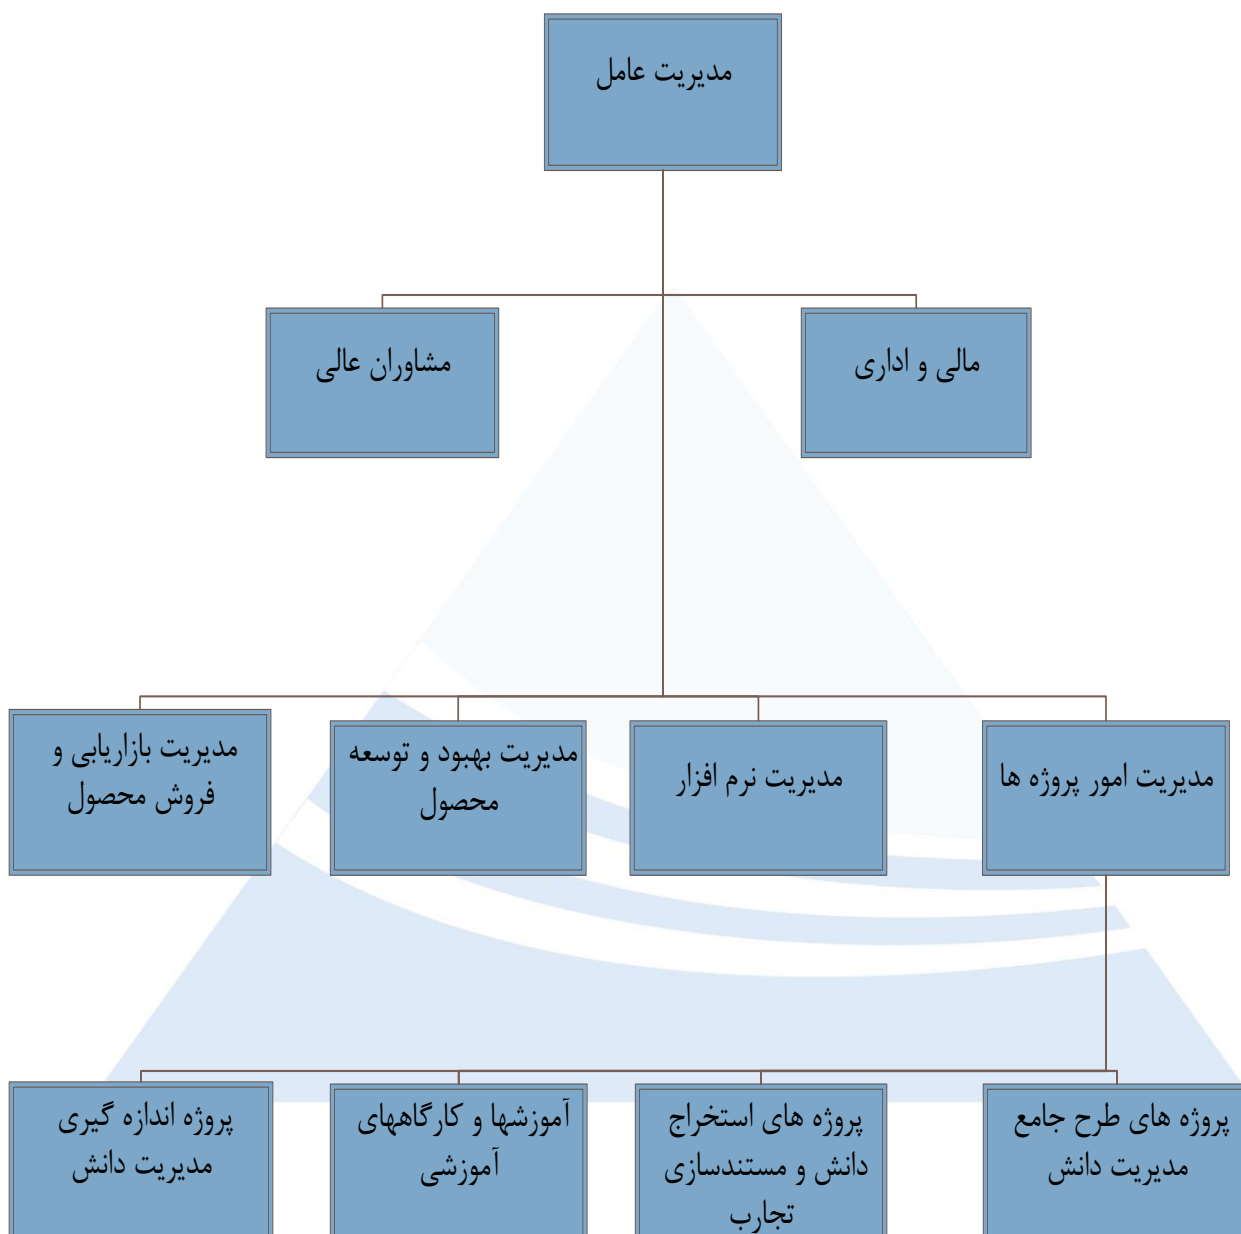 مدیریت عامل
مالی و اداری
مشاوران عالی
مدیریت امور پروژه ها
مدیریت نرم افزار
مدیریت بهبود و توسعه
محصول
مدیریت بازاریابی و
فروش محصول
پروژه های طرح جامع
مدیریت دانش
پروژه های استخراج
دانش و مستندسازی
تجارب
آموزشها و کارگاههای
آموزشی
پروژه اندازه گیری
مدیریت دانش